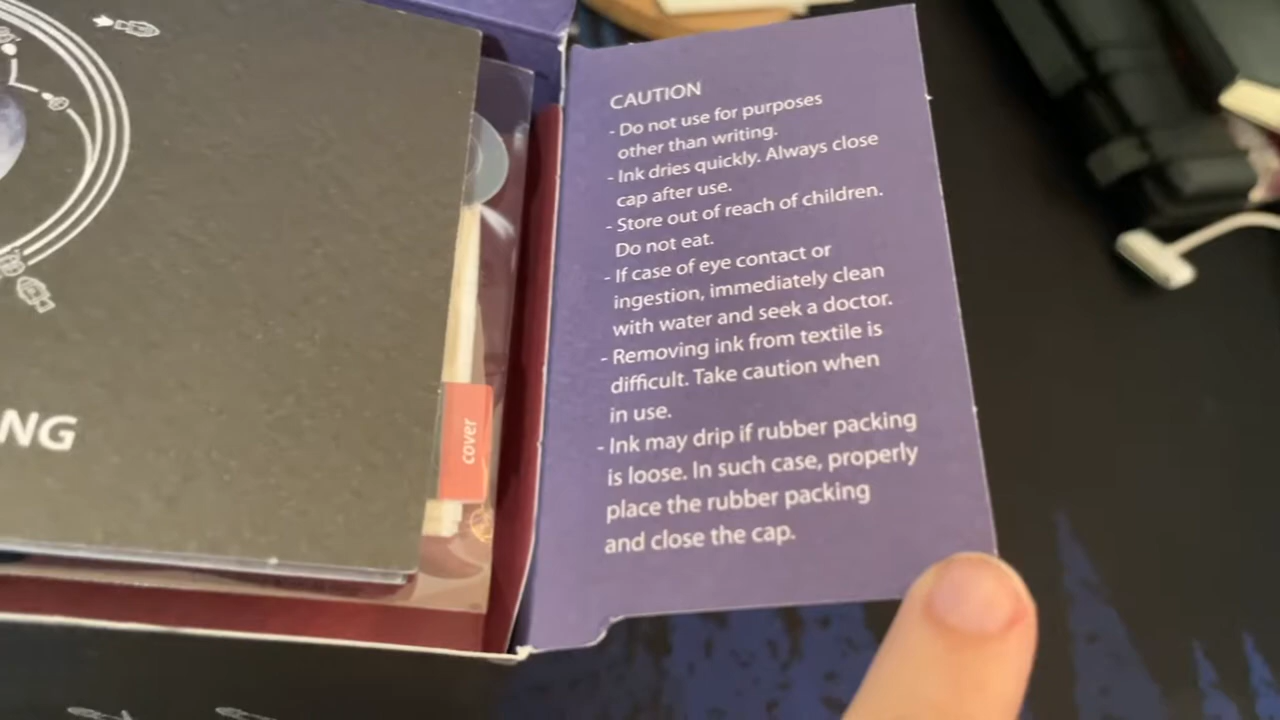 CAUTION
- Do not use for purposes
other than writing.
- Ink dries quickly. Always close
cap after use.
- Store out of reach of children.
Do not eat.
- If case of eye contact or
ingestion, immediately clean
with water and seek a doctor.
- Removing ink from textile is
difficult. Take caution when
in use.
- Ink may drip if rubber packing
is loose. In such case, properly
place the rubber packing
and close the cap.
cover
NG